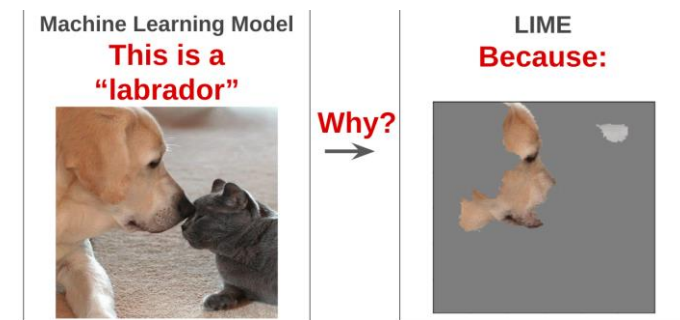 Machine Learning Model
This is a
“labrador”
Why?
LIME
Because: